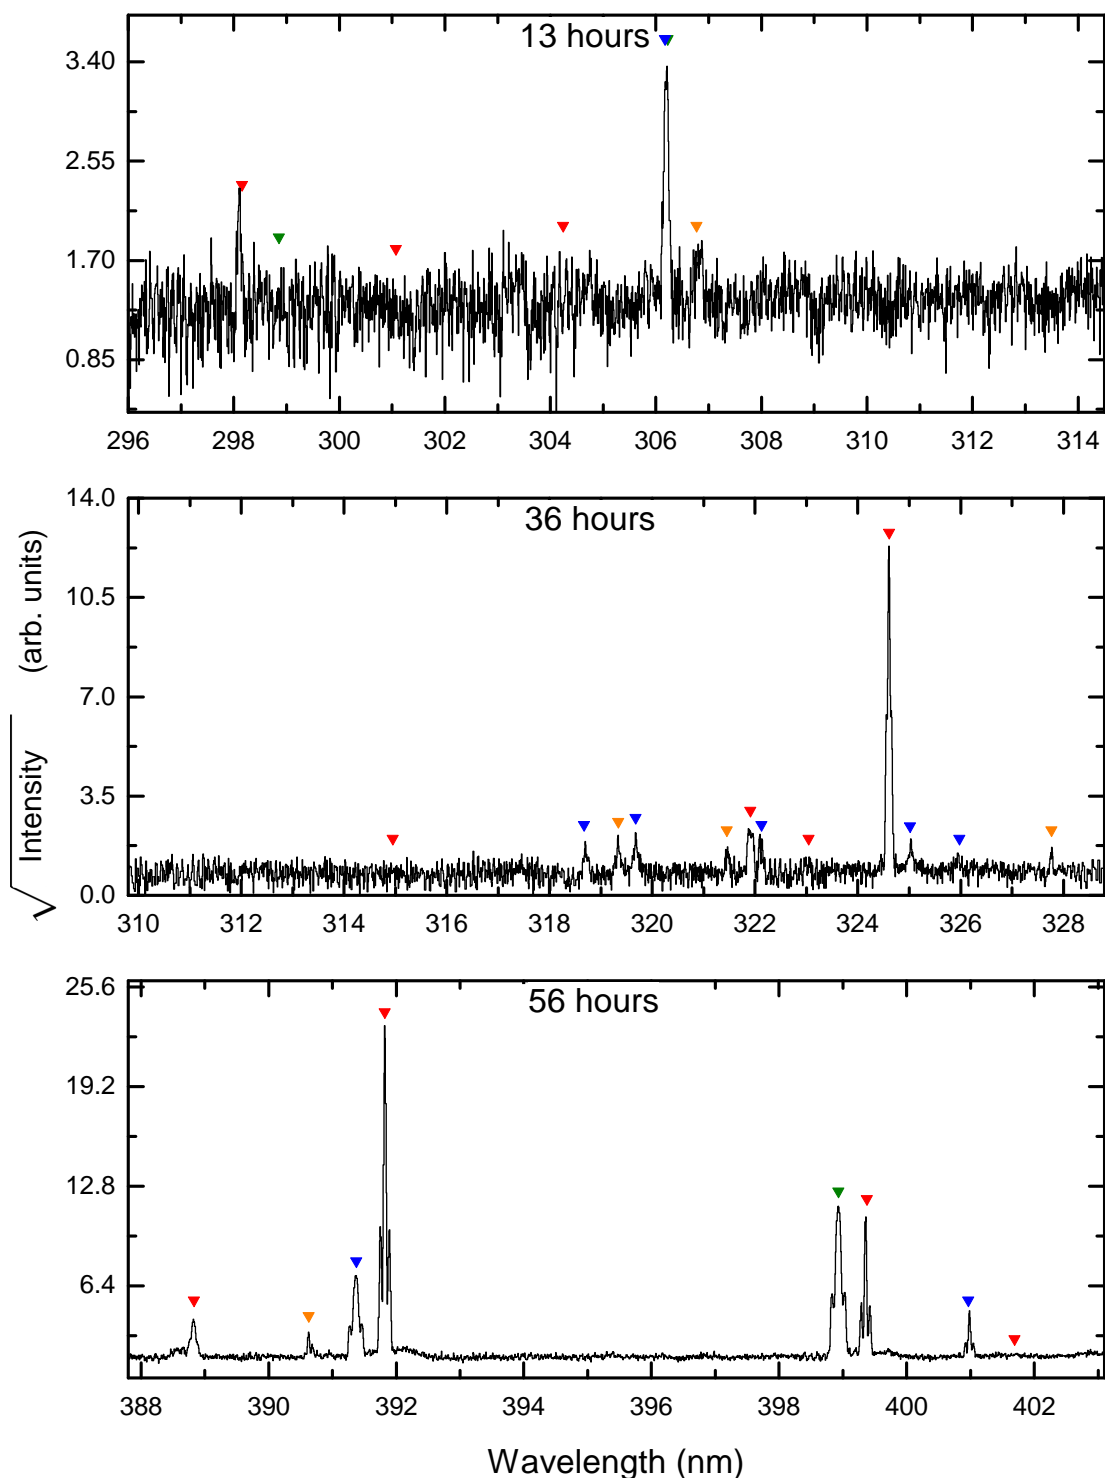 13 hours
3.40
2.55
1.70
0.85
296 298 300 302 304 306 308 310 312 314
36 hours
14.0
10.5
7.0
3.5
0.0
310 312 314 316 318 320 322 324 326 328
√Intensity (arb. units)
56 hours
25.6
19.2
12.8
6.4
388 390 392 394 396 398 400 402
Wavelength (nm)